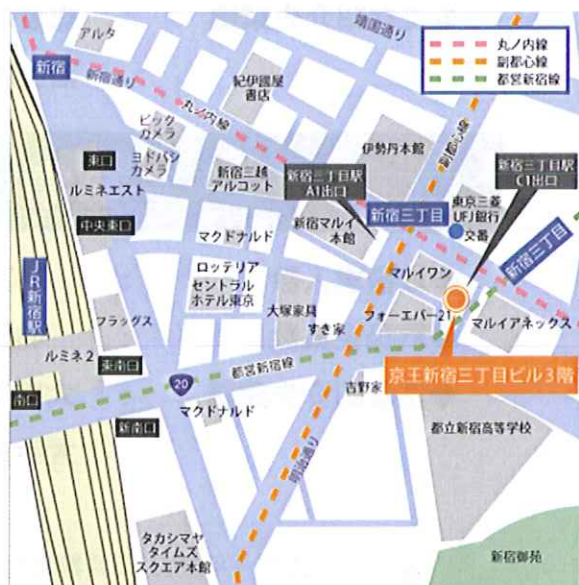 丸ノ内線
副都心線
都営新宿線
靖国通り
アルタ
新宿
新宿通り
紀伊國屋
書店
丸ノ内線
ビック
カメラ
伊勢丹本館
副都心線
新宿三丁目駅
C1出口
東口
ヨドバシ
カメラ
新宿三越
アルコット
新宿三丁目駅
A1出口
ルミネエスト
東京三菱
UFJ銀行
新宿三丁目
交番
新宿マルイ
本館
中央東口
マクドナルド
新宿三丁目
JR新宿駅
ロッテリア
セントラル
ホテル東京
マルイワン
大塚家具
フォーエバー21
フラッグス
すき家
マルイアネックス
ルミネ2
東南口
都営新宿線
京王新宿三丁目ビル3階
20
吉野家
南口
マクドナルド
新南口
都立新宿高等学校
明治通り
タカシマヤ
タイムズ
スクエア本館
新宿御苑